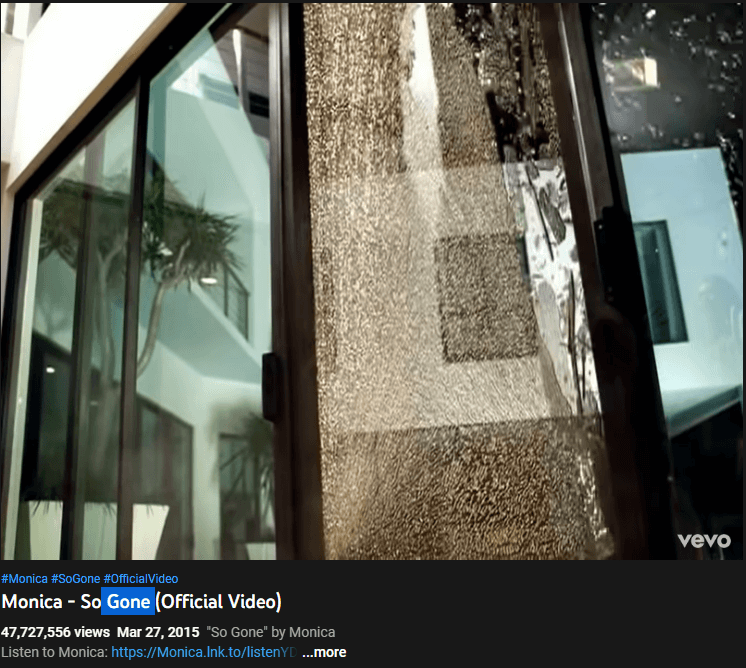 vevo
#Monica #SoGone #OfficialVideo
Monica - So Gone (Official Video)
47,727,556 views Mar 27, 2015 "So Gone" by Monica
Listen to Monica: https://Monica.lnk.to/listenYD ...more